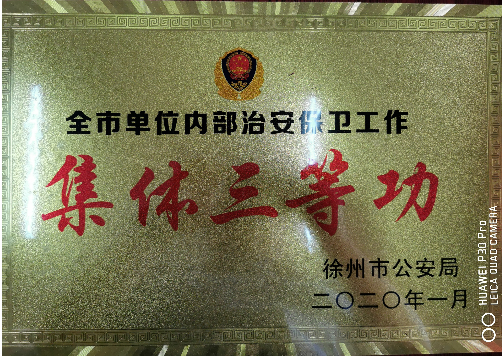 全市单位内部治安保卫工作
集体三等功
徐州市公安局
二〇二〇年一月
HUAWEI P30 Pro
LEICA QUAD CAMERA